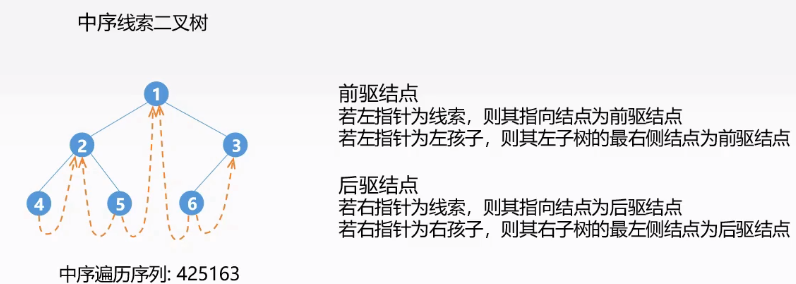 中序线索二叉树
1
2
3
4
5
6
中序遍历序列: 425163
前驱结点
若左指针为线索，则其指向结点为前驱结点
若左指针为左孩子，则其左子树的最右侧结点为前驱结点
后驱结点
若右指针为线索，则其指向结点为后驱结点
若右指针为右孩子，则其右子树的最左侧结点为后驱结点